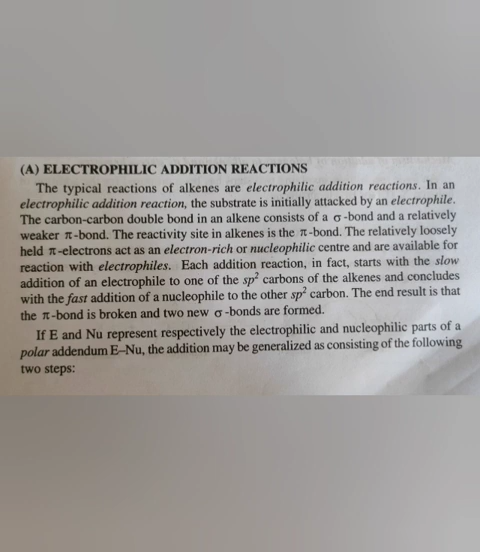 (A) ELECTROPHILIC ADDITION REACTIONS
The typical reactions of alkenes are electrophilic addition reactions. In an
electrophilic addition reaction, the substrate is initially attacked by an electrophile.
The carbon-carbon double bond in an alkene consists of a σ-bond and a relatively
weaker π-bond. The reactivity site in alkenes is the π-bond. The relatively loosely
held π-electrons act as an electron-rich or nucleophilic centre and are available for
reaction with electrophiles. Each addition reaction, in fact, starts with the slow
addition of an electrophile to one of the sp² carbons of the alkenes and concludes
with the fast addition of a nucleophile to the other sp² carbon. The end result is that
the π-bond is broken and two new σ-bonds are formed.
If E and Nu represent respectively the electrophilic and nucleophilic parts of a
polar addendum E–Nu, the addition may be generalized as consisting of the following
two steps: